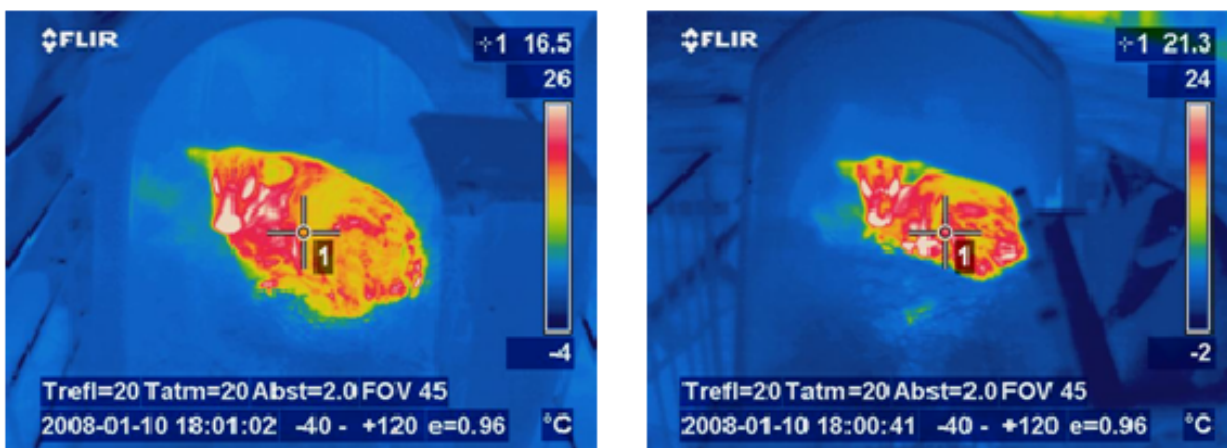 FLIR
1 16.5
26
-4
Trefl=20 Tatm=20 Abst=2.0 FOV 45
2008-01-10 18:01:02 -40 - +120 e=0.96 °C
1
FLIR
1 21.3
24
-2
Trefl=20 Tatm=20 Abst=2.0 FOV 45
2008-01-10 18:00:41 -40 - +120 e=0.96 °C
1